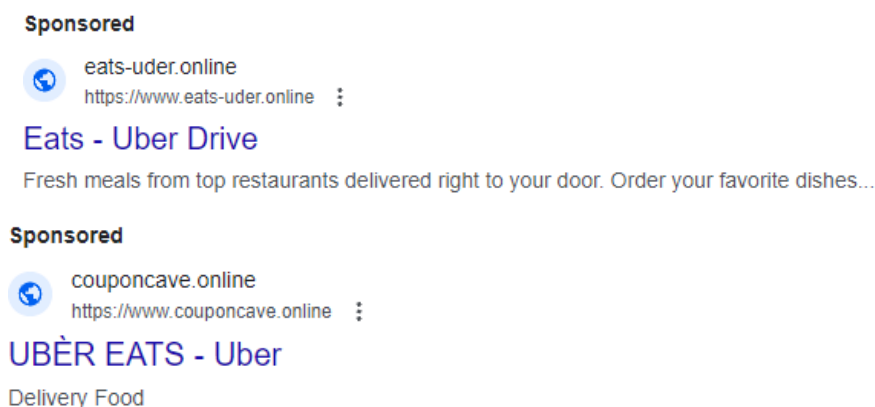 Sponsored
eats-uder.online
https://www.eats-uder.online
Eats - Uber Drive
Fresh meals from top restaurants delivered right to your door. Order your favorite dishes...
Sponsored
couponcave.online
https://www.couponcave.online
UBÈR EATS - Uber
Delivery Food